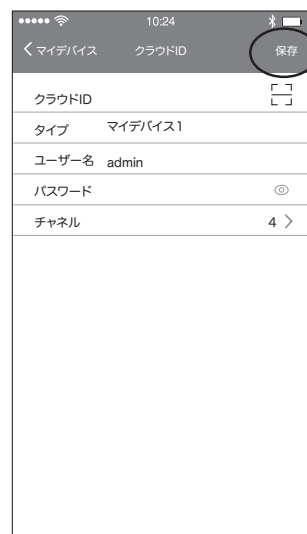 10:24
マイデバイス クラウドID 保存
クラウドID
タイプ マイデバイス1
ユーザー名 admin
パスワード
チャネル 4